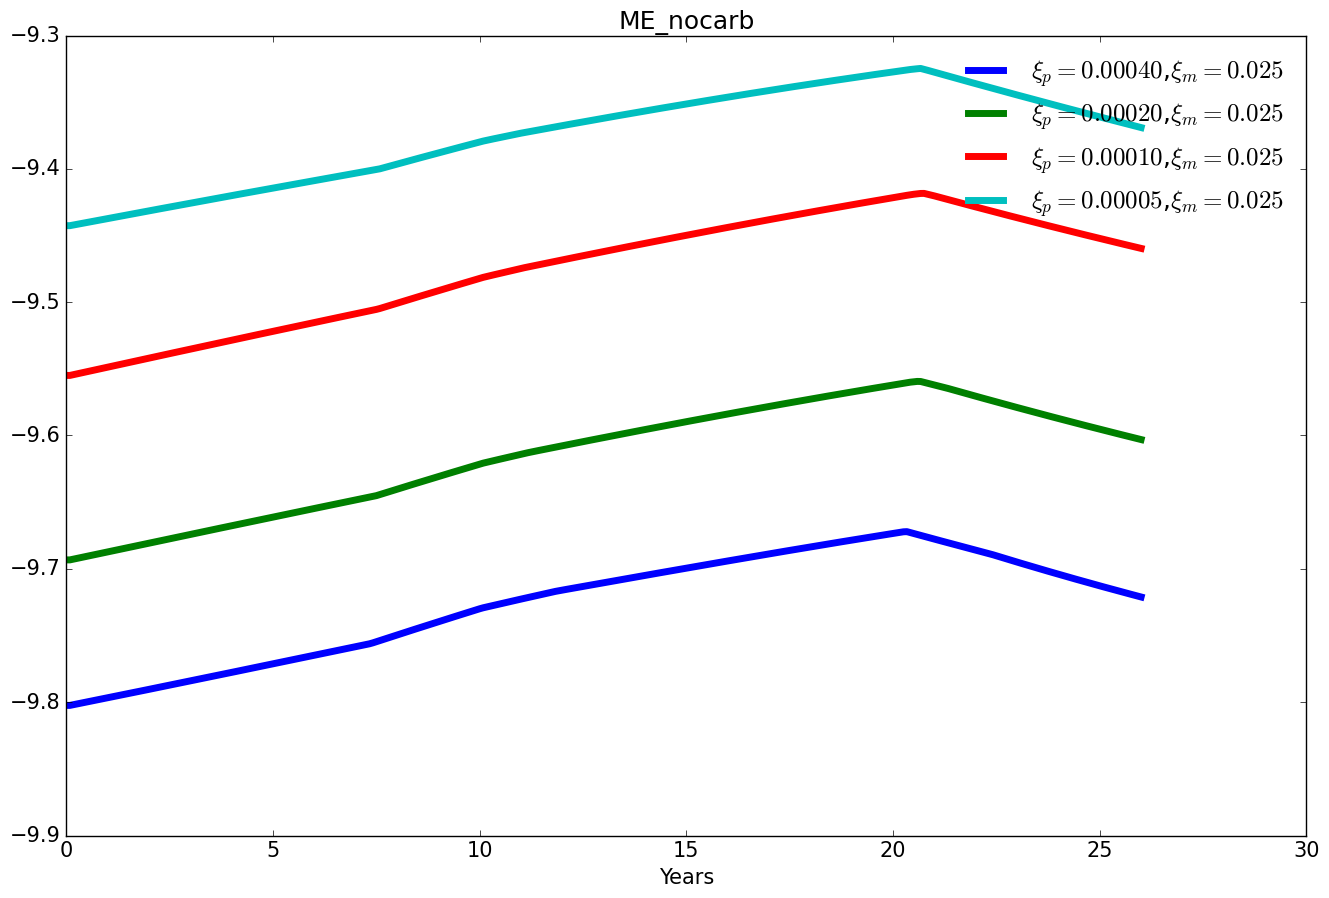 ME_nocarb
−9.3
−9.4
−9.5
−9.6
−9.7
−9.8
−9.9
ξp = 0.00040,ξm = 0.025
ξp = 0.00020,ξm = 0.025
ξp = 0.00010,ξm = 0.025
ξp = 0.00005,ξm = 0.025
0 5 10 15 20 25 30
Years